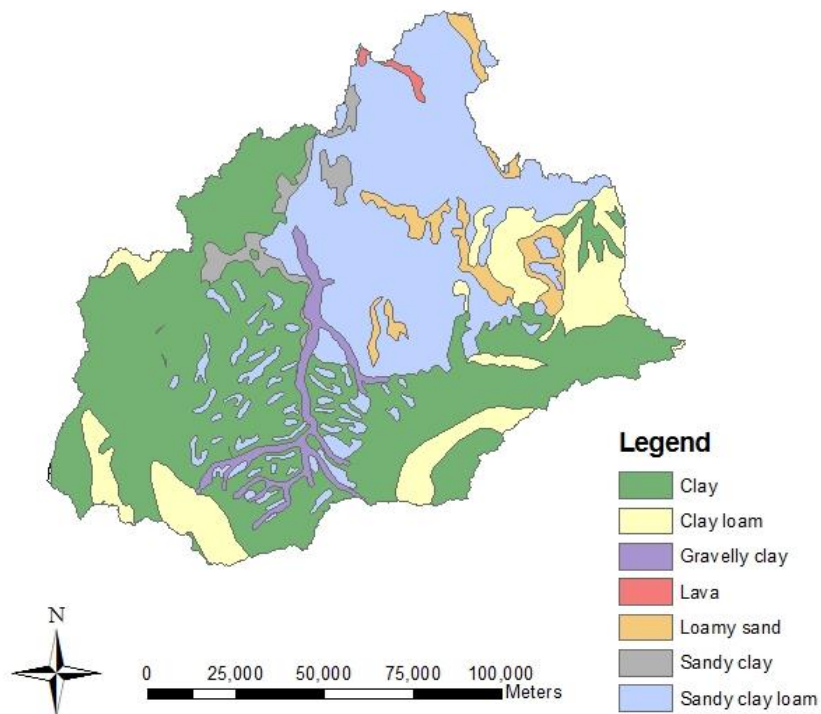 Legend
Clay
Clay loam
Gravelly clay
Lava
Loamy sand
Sandy clay
Sandy clay loam
N
0 25,000 50,000 75,000 100,000
Meters